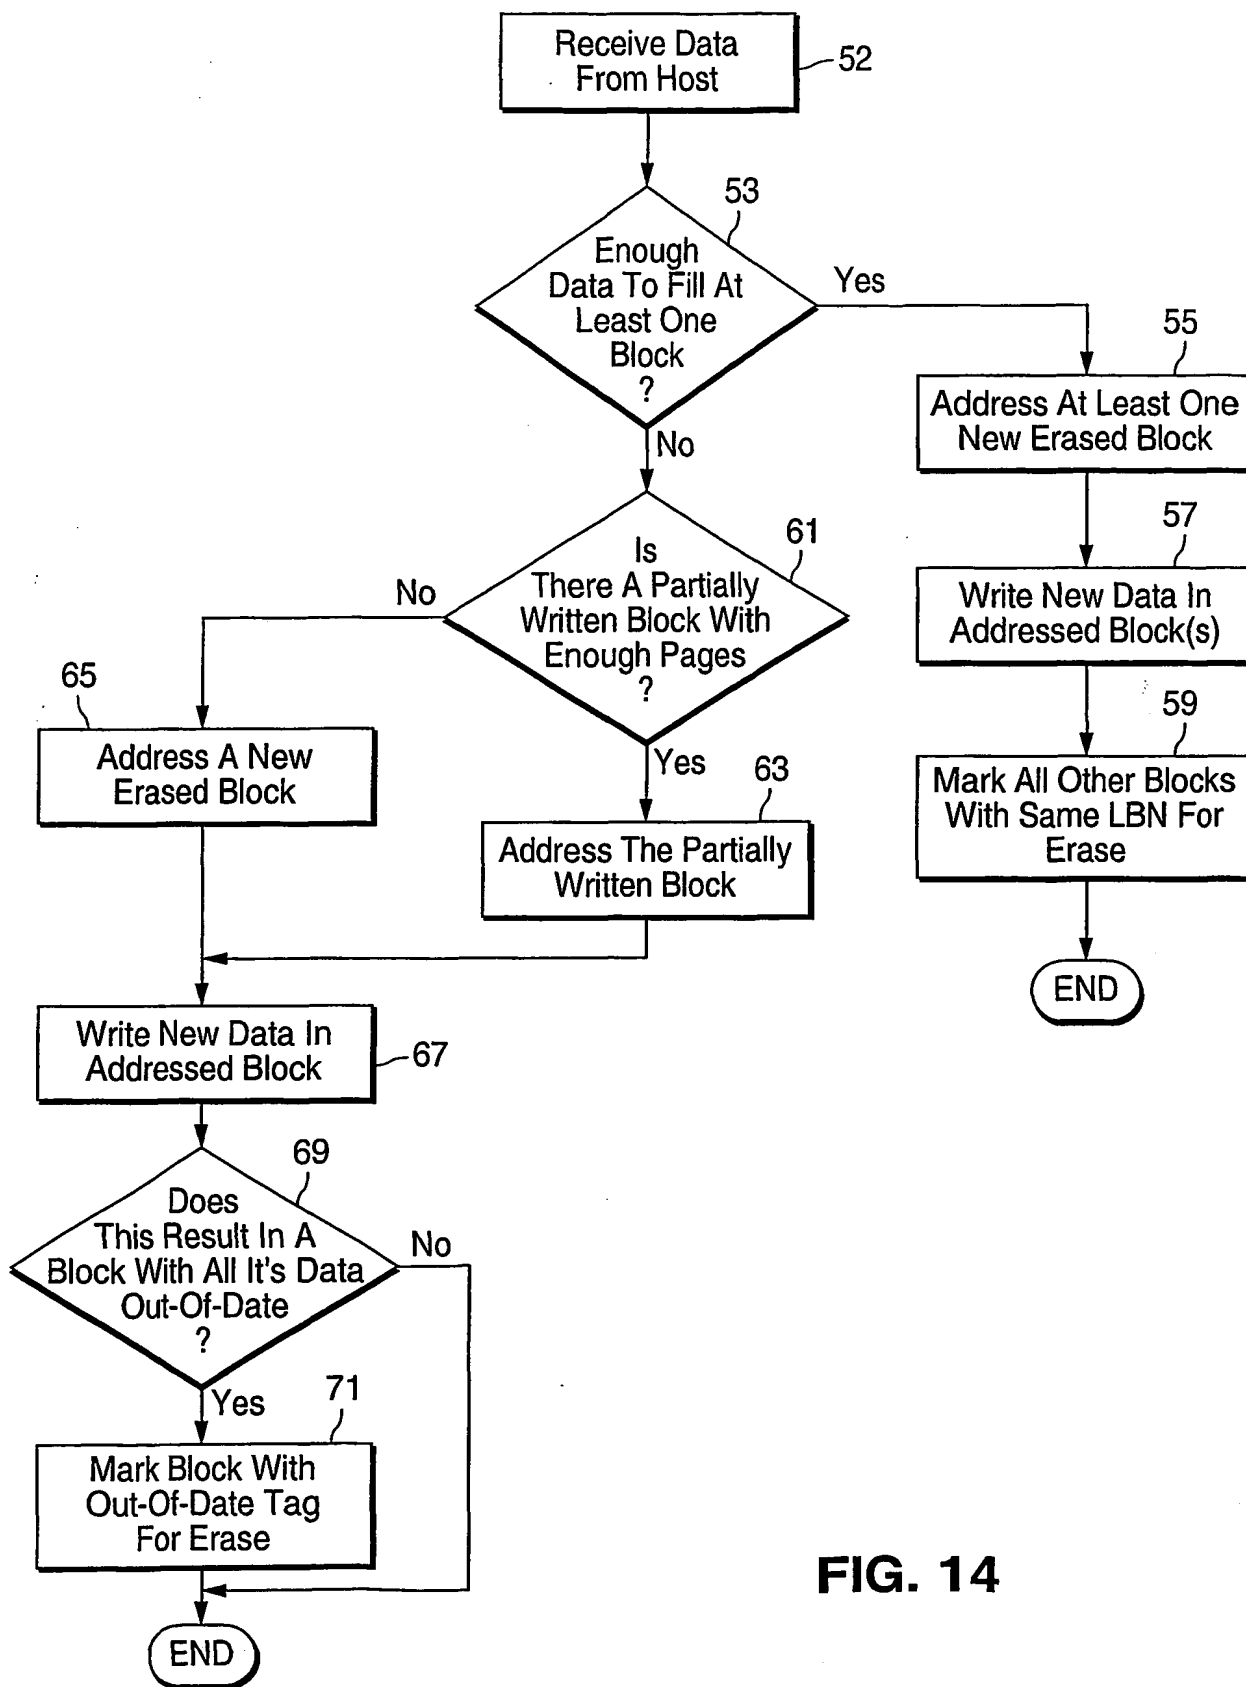 Receive Data
From Host
52
53
Enough
Data To Fill At
Least One
Block
?
Yes
No
55
Address At Least One
New Erased Block
57
Write New Data In
Addressed Block(s)
59
Mark All Other Blocks
With Same LBN For
Erase
END
61
Is
There A Partially
Written Block With
Enough Pages
?
No
Yes
65
Address A New
Erased Block
63
Address The Partially
Written Block
Write New Data In
Addressed Block
67
69
Does
This Result In A
Block With All It's Data
Out-Of-Date
?
No
Yes
71
Mark Block With
Out-Of-Date Tag
For Erase
END
FIG. 14